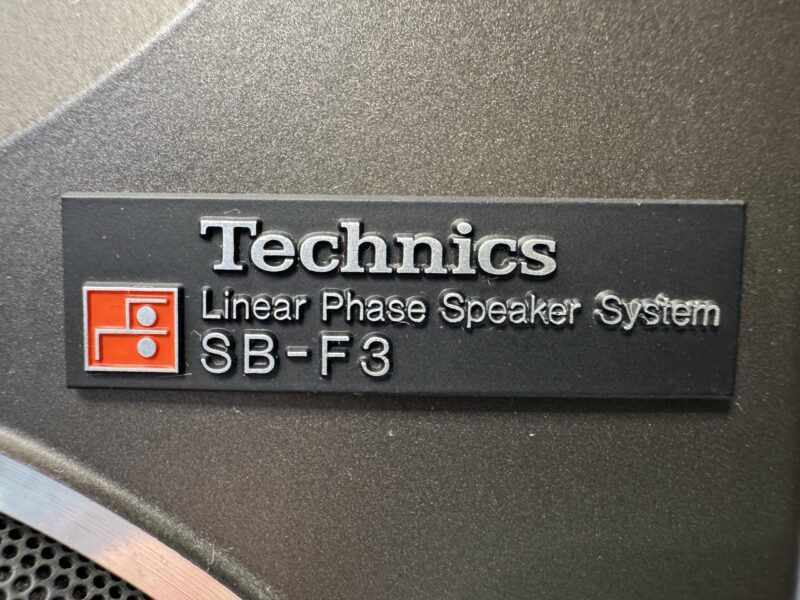 Technics
Linear Phase Speaker System
SB-F3